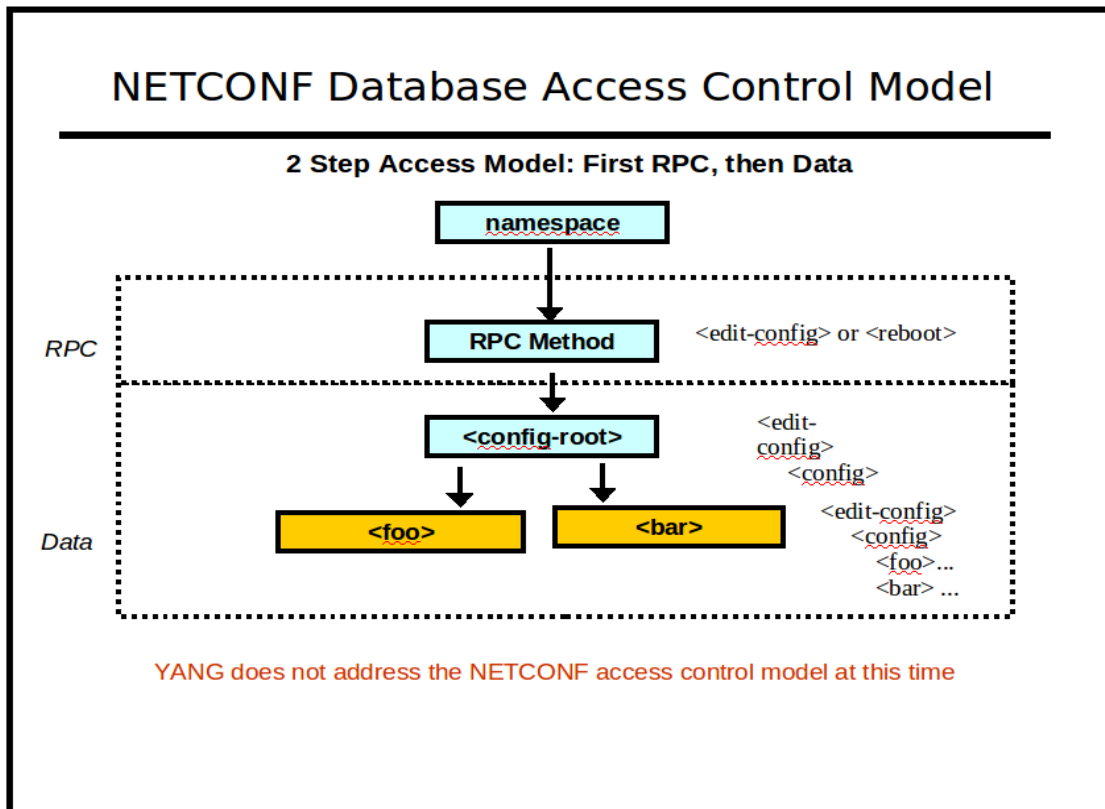 NETCONF Database Access Control Model
2 Step Access Model: First RPC, then Data
namespace
RPC
RPC Method
<edit-config> or <reboot>
<config-root>
<edit-
config>
<config>
Data
<foo>
<bar>
<edit-config>
<config>
<foo>...
<bar> ...
YANG does not address the NETCONF access control model at this time